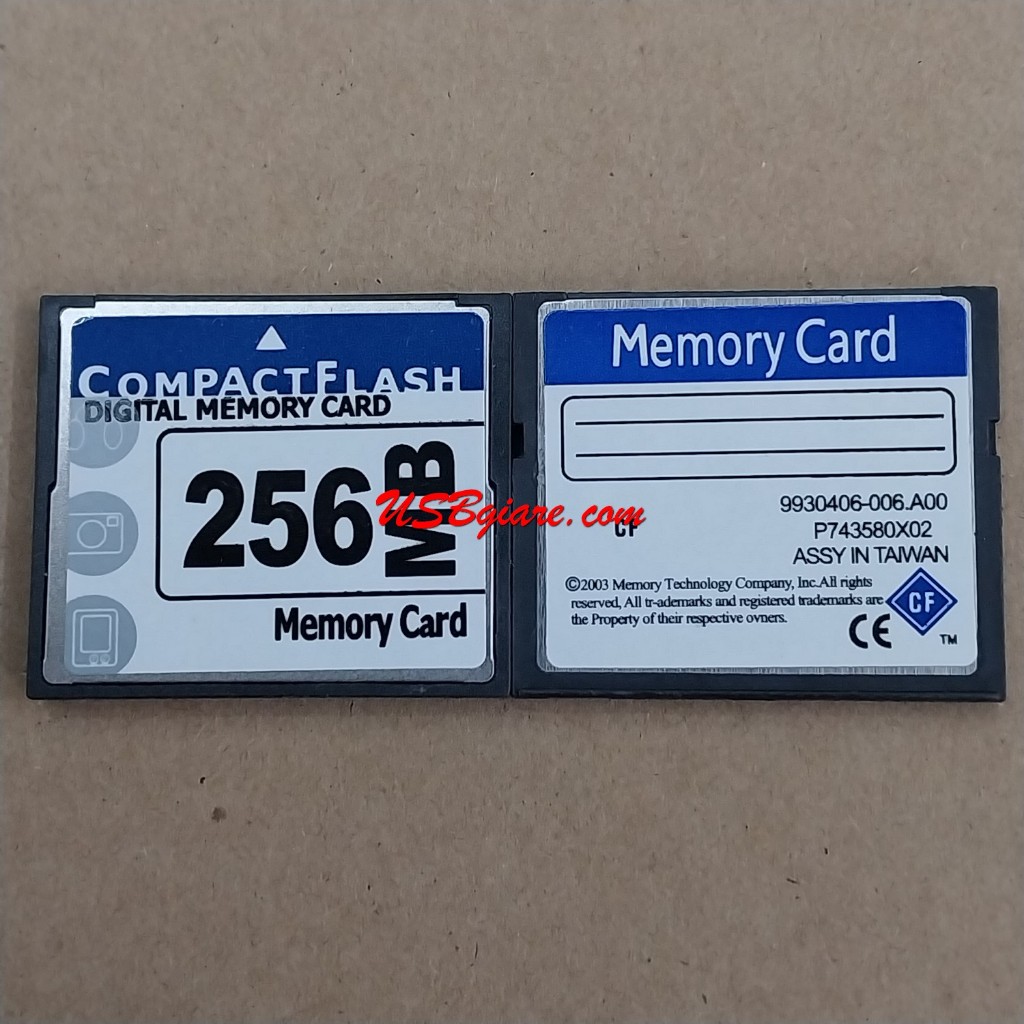 COMPACTFLASH
DIGITAL MEMORY CARD
256 MB
Memory Card
USBgiare.com
Memory Card
9930406-006.A00
CF
P743580X02
ASSY IN TAIWAN
©2003 Memory Technology Company, Inc.All rights
reserved, All tr-ademarks and registered trademarks are
the Property of their respective owners.
CF
CE
TM